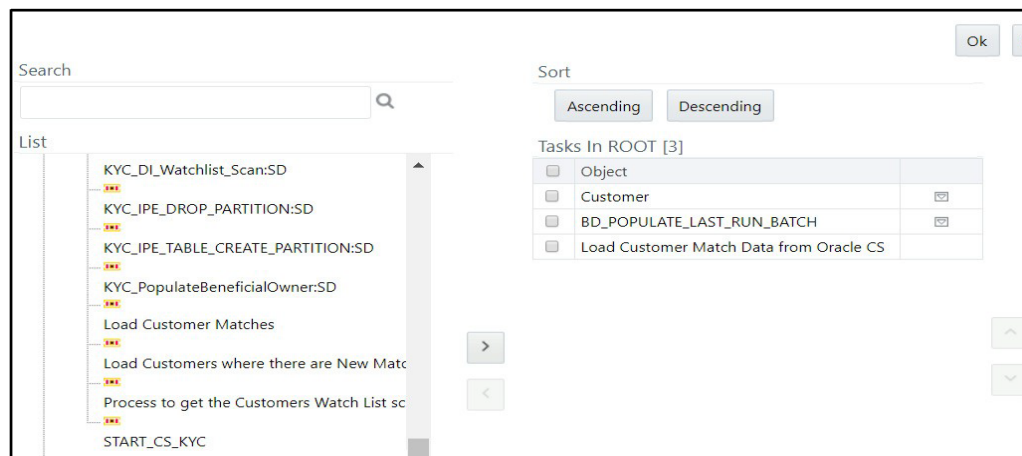 Ok
Search
Sort
Ascending Descending
List
Tasks In ROOT [3]
KYC_DI_Watchlist_Scan:SD
Object
KYC_IPE_DROP_PARTITION:SD
Customer
BD_POPULATE_LAST_RUN_BATCH
KYC_IPE_TABLE_CREATE_PARTITION:SD
Load Customer Match Data from Oracle CS
KYC_PopulateBeneficialOwner:SD
Load Customer Matches
Load Customers where there are New Matc
Process to get the Customers Watch List sc
START_CS_KYC